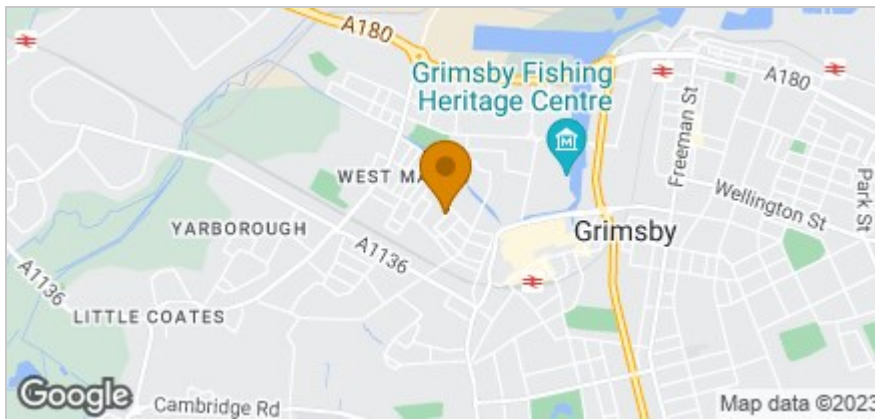 A180
Grimsby Fishing
Heritage Centre
A180
Freeman St
WEST MA
Wellington St
Park St
YARBOROUGH
Grimsby
A1136
A1136
LITTLE COATES
Google
Cambridge Rd
Map data ©2023